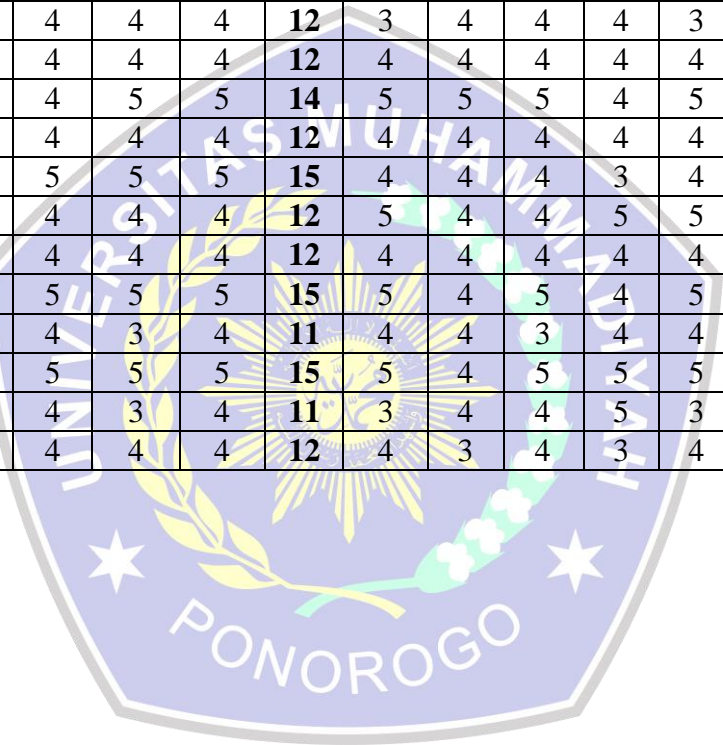 4 4 4 12 3 4 4 4 3
4 4 4 12 4 4 4 4 4
4 5 5 14 5 5 5 4 5
4 4 4 12 4 4 4 4 4
5 5 5 15 4 4 4 3 4
4 4 4 12 5 4 4 5 5
4 4 4 12 4 4 4 4 4
5 5 5 15 5 4 5 4 5
4 3 4 11 4 4 3 4 4
5 5 5 15 5 4 5 5 5
4 3 4 11 3 4 4 5 3
4 4 4 12 4 3 4 3 4
UNIVERSITAS MUHAMMADIYAH
PONOROGO